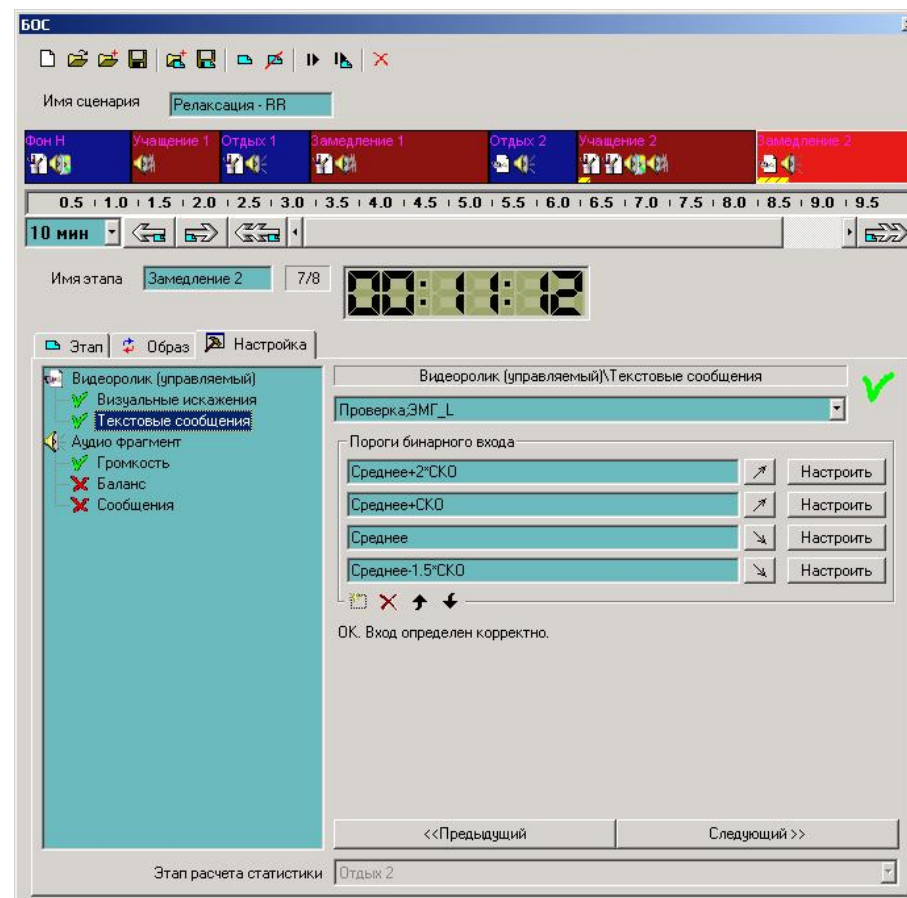 БОС
Имя сценария Релаксация - RR
Фон Н Учащение 1 Отдых 1 Замедление 1 Отдых 2 Учащение 2 Замедление 2
0.5 1.0 1.5 2.0 2.5 3.0 3.5 4.0 4.5 5.0 5.5 6.0 6.5 7.0 7.5 8.0 8.5 9.0 9.5
10 мин
Имя этапа Замедление 2 7/8 00:11:12
Этап Образ Настройка
Видеоролик (управляемый)
Визуальные искажения
Текстовые сообщения
Аудио фрагмент
Громкость
Баланс
Сообщения
Видеоролик (управляемый)\Текстовые сообщения
Проверка;ЭМГ_L
Пороги бинарного входа
Среднее+2*СКО Настроить
Среднее+СКО Настроить
Среднее Настроить
Среднее-1.5*СКО Настроить
ОК. Вход определен корректно.
<<Предыдущий Следующий >>
Этап расчета статистики Отдых 2